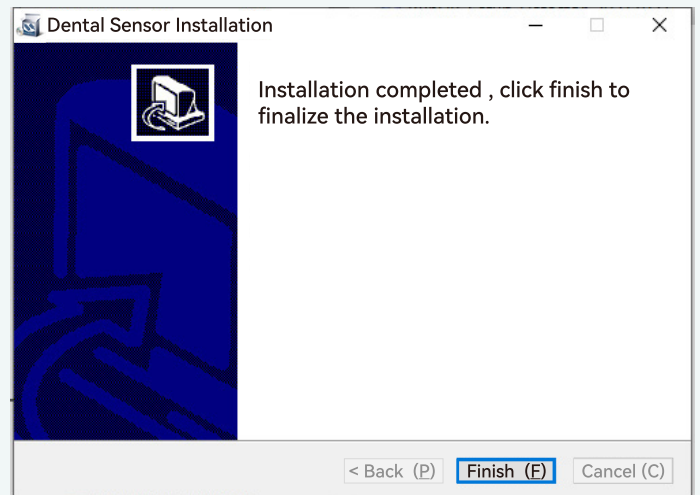 Dental Sensor Installation
Installation completed , click finish to
finalize the installation.
< Back (P)
Finish (F)
Cancel (C)